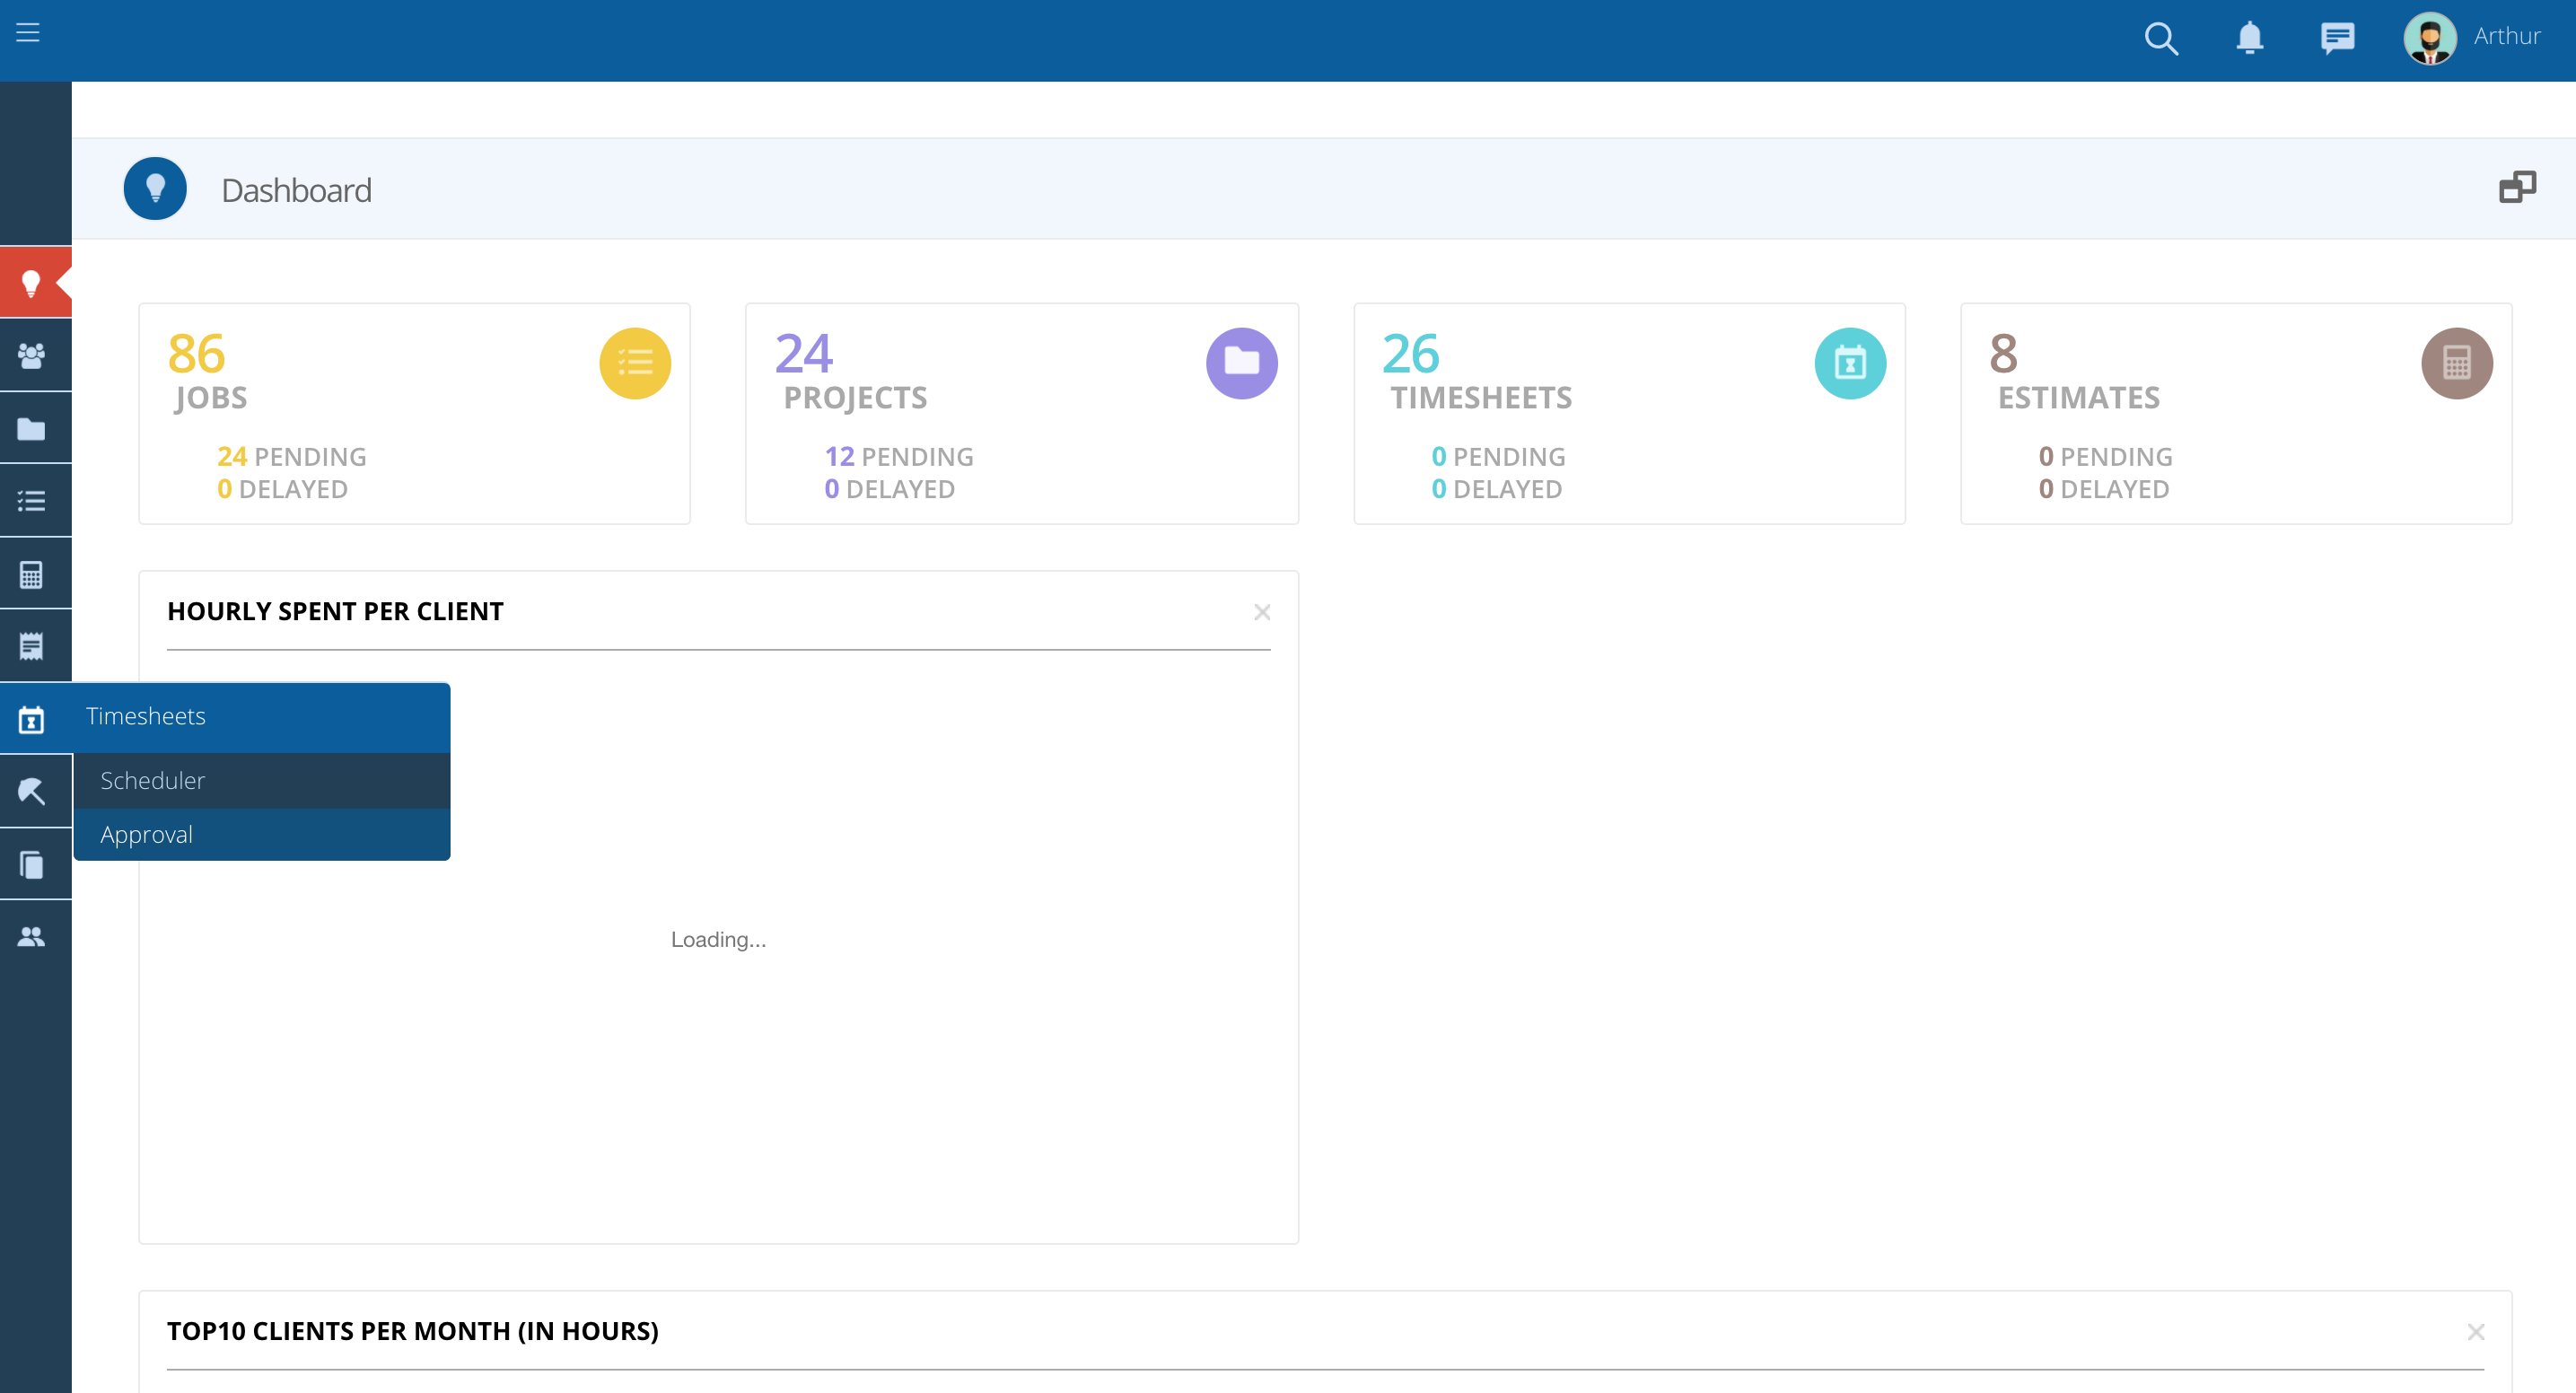 Arthur
Dashboard
86
JOBS
24 PENDING
0 DELAYED
24
PROJECTS
12 PENDING
0 DELAYED
26
TIMESHEETS
0 PENDING
0 DELAYED
8
ESTIMATES
0 PENDING
0 DELAYED
HOURLY SPENT PER CLIENT
Timesheets
Scheduler
Approval
Loading...
TOP10 CLIENTS PER MONTH (IN HOURS)